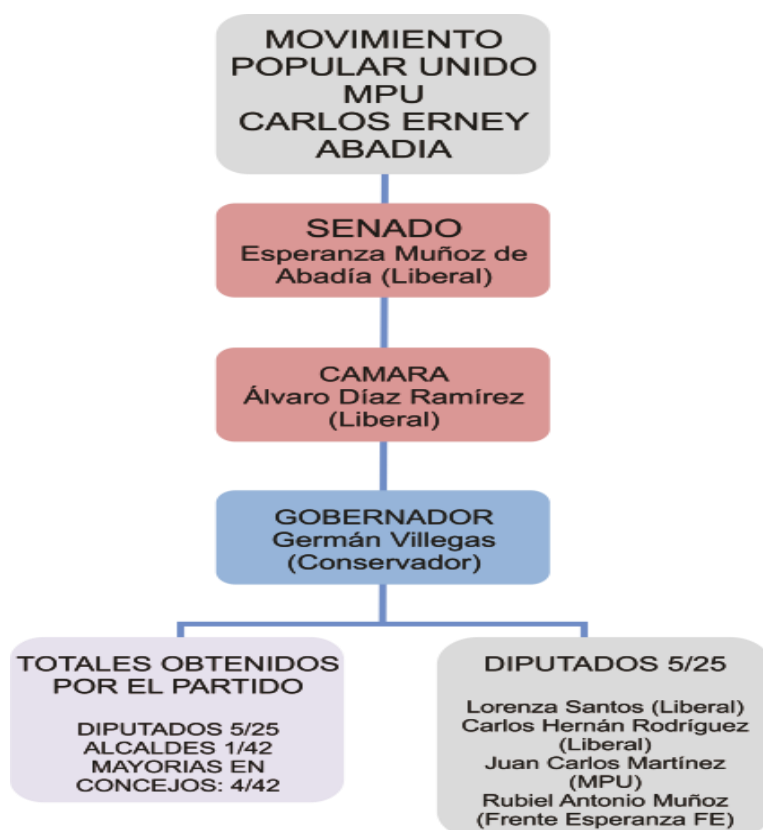 MOVIMIENTO
POPULAR UNIDO
MPU
CARLOS ERNEY
ABADIA
SENADO
Esperanza Muñoz de
Abadía (Liberal)
CAMARA
Álvaro Díaz Ramírez
(Liberal)
GOBERNADOR
Germán Villegas
(Conservador)
TOTALES OBTENIDOS
POR EL PARTIDO
DIPUTADOS 5/25
ALCALDES 1/42
MAYORIAS EN
CONCEJOS: 4/42
DIPUTADOS 5/25
Lorenza Santos (Liberal)
Carlos Hernán Rodríguez
(Liberal)
Juan Carlos Martínez
(MPU)
Rubiel Antonio Muñoz
(Frente Esperanza FE)